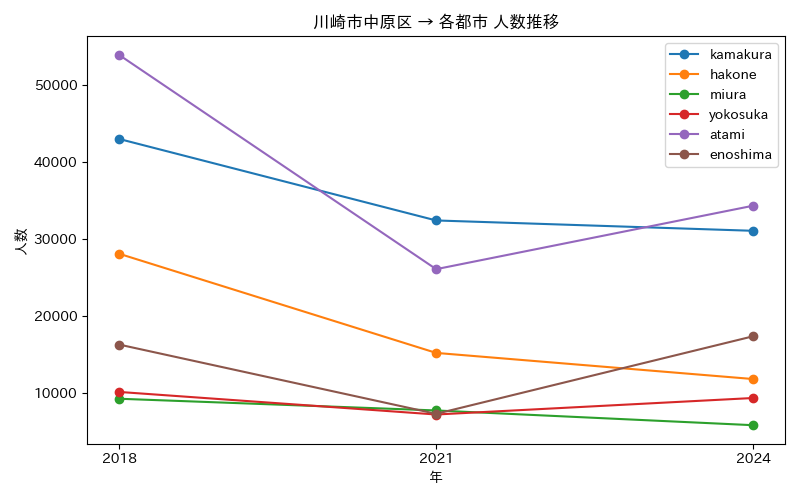 川崎市中原区 → 各都市 人数推移
kamakura
hakone
miura
yokosuka
atami
enoshima
50000
40000
30000
20000
10000
人数
2018
2021
2024
年